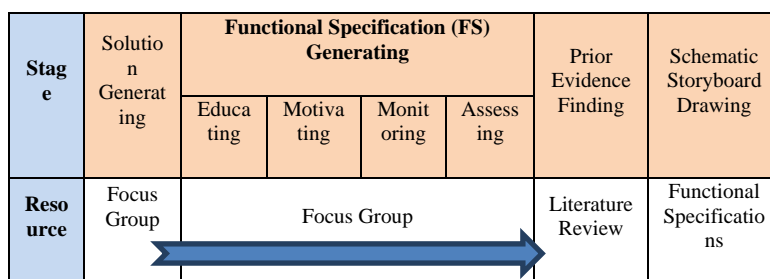 Stag
e
Solutio
n
Generat
ing
Functional Specification (FS)
Generating
Prior
Evidence
Finding
Schematic
Storyboard
Drawing
Educa
ting
Motiva
ting
Monit
oring
Assess
ing
Reso
urce
Focus
Group
Focus Group
Literature
Review
Functional
Specificatio
ns